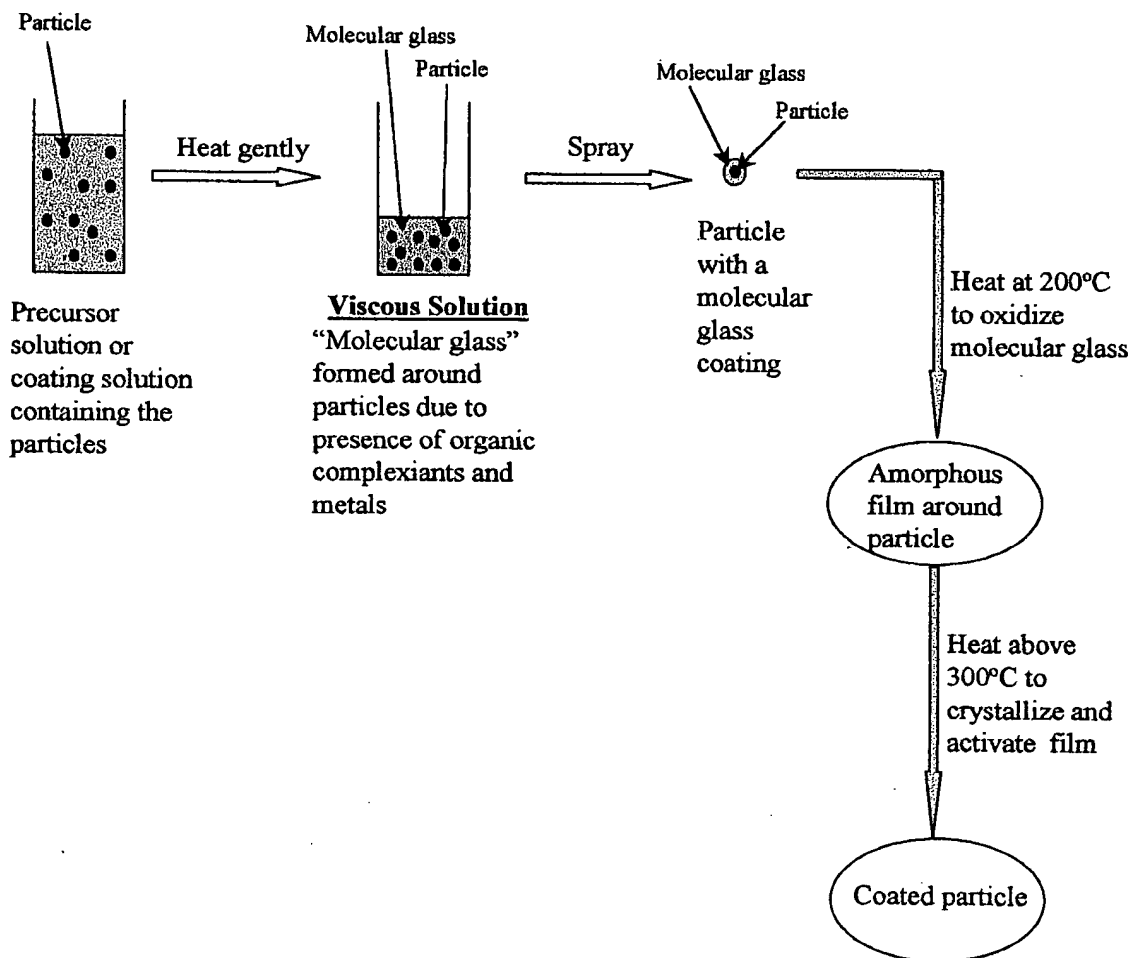 Particle
Precursor
solution or
coating solution
containing the
particles
Heat gently
Molecular glass
Particle
Viscous Solution
“Molecular glass”
formed around
particles due to
presence of organic
complexiants and
metals
Spray
Molecular glass
Particle
Particle
with a
molecular
glass
coating
Heat at 200ºC
to oxidize
molecular glass
Amorphous
film around
particle
Heat above
300ºC to
crystallize and
activate film
Coated particle